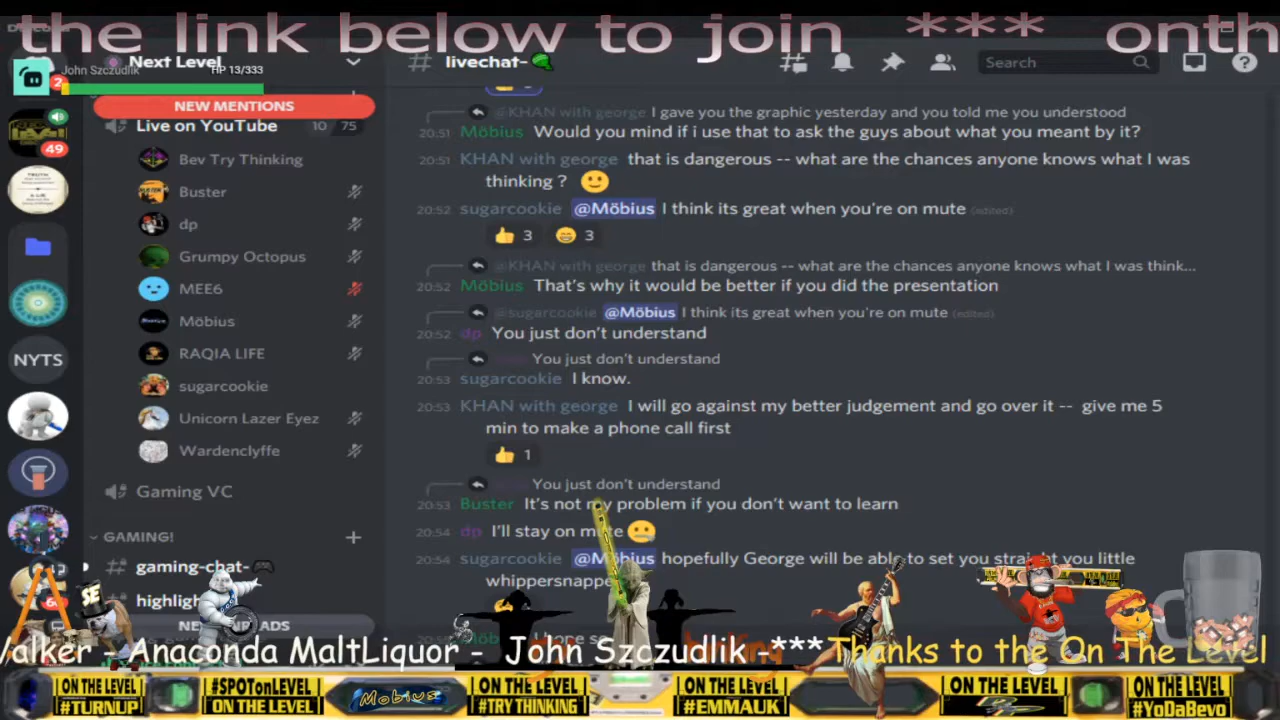 the link below to join *** onth
John Szczudlik
HP 13/333
Next Level
livechat-
Search
2
NEW MENTIONS
Live on YouTube 10 75
49
Bev Try Thinking
Buster
dp
Grumpy Octopus
MEE6
Möbius
RAQIA LIFE
sugarcookie
Unicorn Lazer Eyez
Wardenclyffe
NYTS
Gaming VC
GAMING!
gaming-chat-
highligh
@KHAN with george I gave you the graphic yesterday and you told me you understood
20:51 Möbius Would you mind if i use that to ask the guys about what you meant by it?
20:51 KHAN with george that is dangerous -- what are the chances anyone knows what I was
thinking ?
20:52 sugarcookie @Möbius I think its great when you're on mute (edited)
3 3
@KHAN with george that is dangerous -- what are the chances anyone knows what I was think...
20:52 Möbius That's why it would be better if you did the presentation
@sugarcookie @Möbius I think its great when you're on mute (edited)
20:52 dp You just don't understand
You just don't understand
20:53 sugarcookie I know.
20:53 KHAN with george I will go against my better judgement and go over it -- give me 5
min to make a phone call first
1
You just don't understand
20:53 Buster It's not my problem if you don't want to learn
20:54 dp I'll stay on mute
20:54 sugarcookie @Möbius hopefully George will be able to set you straight you little
whippersnappe
I hope so
Valker - Anaconda MaltLiquor - John Szczudlik -***Thanks to the On The Level
ON THE LEVEL
#TURNUP
#SPOTonLEVEL
ON THE LEVEL
Mobius
ON THE LEVEL
#TRY THINKING
ON THE LEVEL
#EMMAUK
ON THE LEVEL
ON THE LEVEL
#YoDaBevo